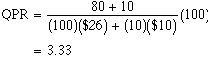 QPR = 80 + 10 / (100)($26) + (10)($10) (100)
= 3.33